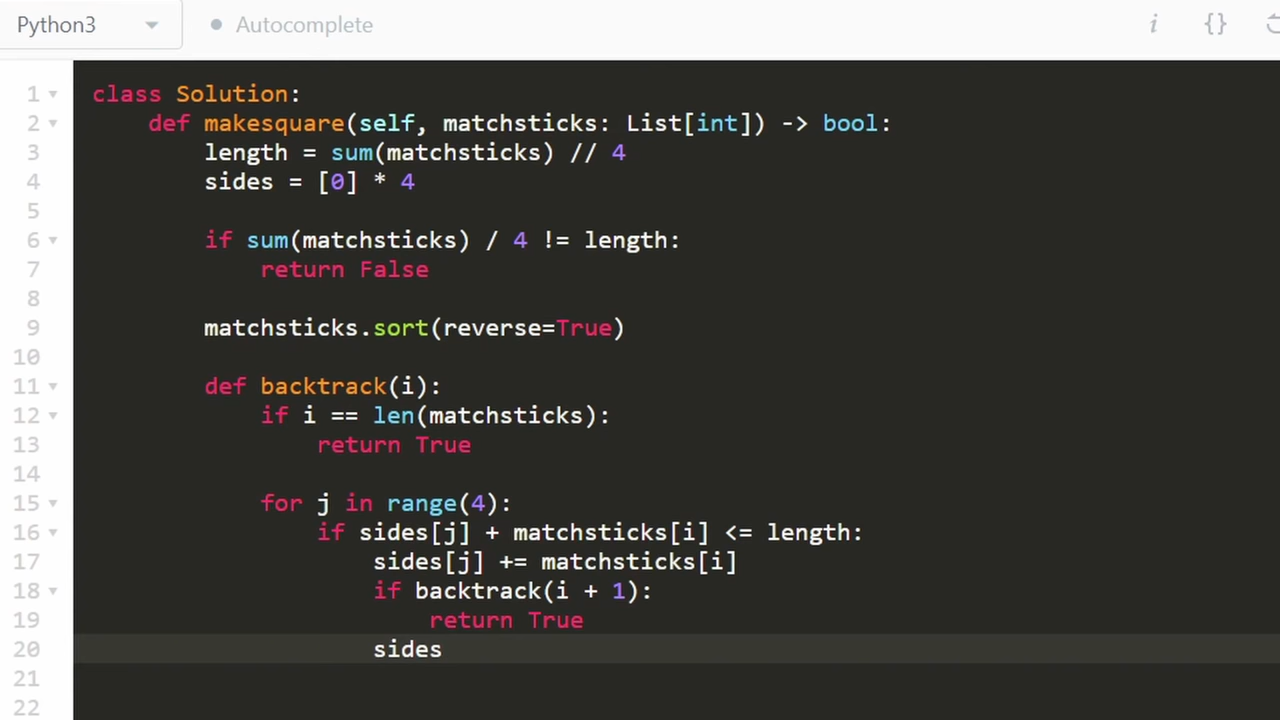 Python3 Autocomplete i {}
1 class Solution:
2     def makesquare(self, matchsticks: List[int]) -> bool:
3         length = sum(matchsticks) // 4
4         sides = [0] * 4
5
6         if sum(matchsticks) / 4 != length:
7             return False
8
9         matchsticks.sort(reverse=True)
10
11         def backtrack(i):
12             if i == len(matchsticks):
13                 return True
14
15             for j in range(4):
16                 if sides[j] + matchsticks[i] <= length:
17                     sides[j] += matchsticks[i]
18                     if backtrack(i + 1):
19                         return True
20                     sides
21
22